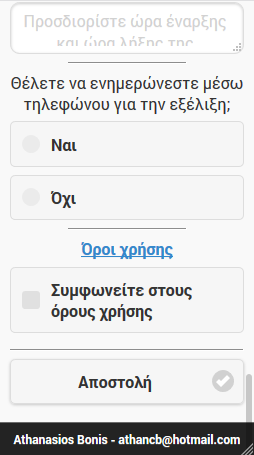 Προσδιορίστε ώρα έναρξης
και ώρα λήξης της
Θέλετε να ενημερώνεστε μέσω
τηλεφώνου για την εξέλιξη;
Ναι
Όχι
Όροι χρήσης
Συμφωνείτε στους
όρους χρήσης
Αποστολή
Athanasios Bonis - athancb@hotmail.com